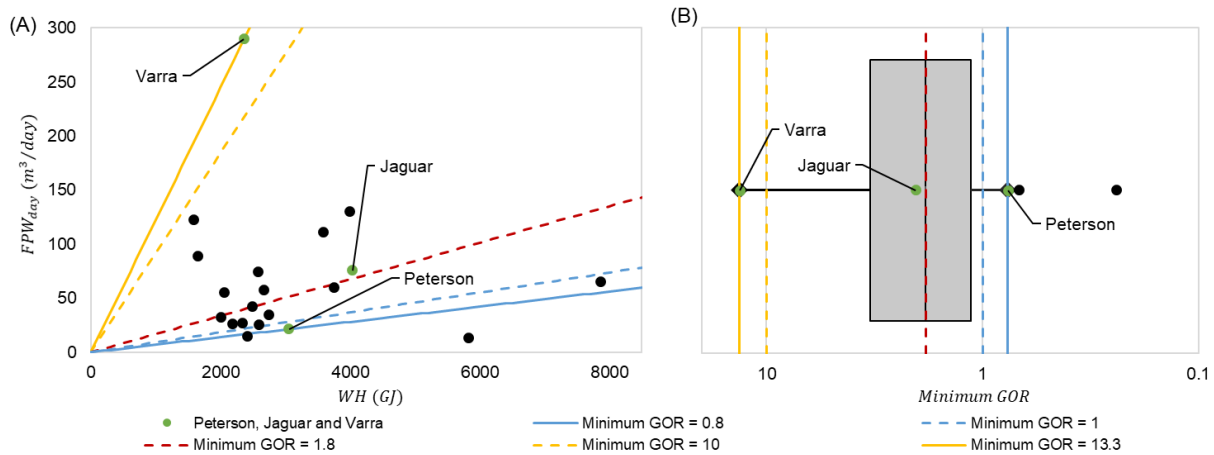 (A)
300
250
200
150
100
50
0
FPW_day (m³/day)
0 2000 4000 6000 8000
WH (GJ)
Varra
Jaguar
Peterson
(B)
Varra
Jaguar
Peterson
10 1 0.1
Minimum GOR
Peterson, Jaguar and Varra
Minimum GOR = 0.8
Minimum GOR = 1
Minimum GOR = 1.8
Minimum GOR = 10
Minimum GOR = 13.3